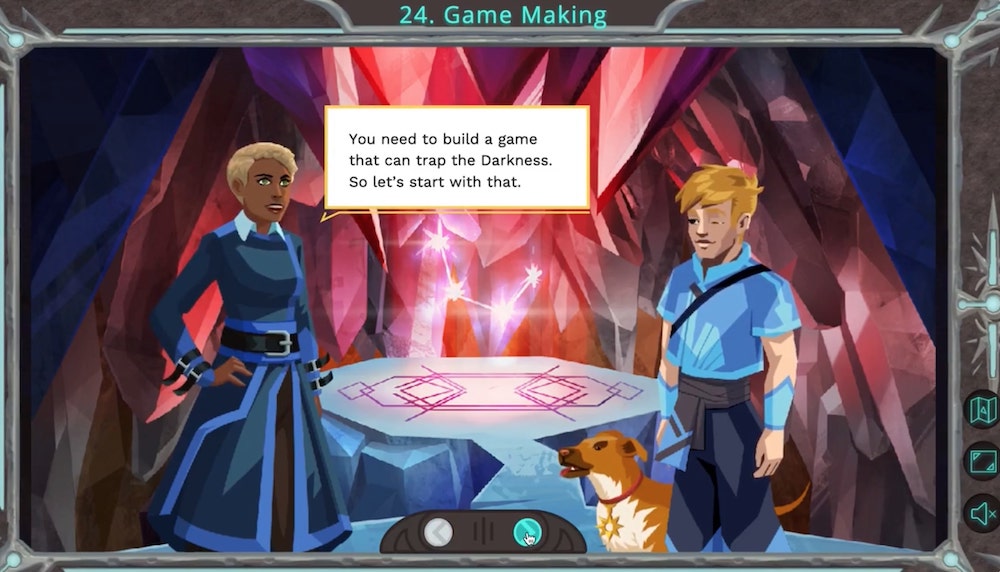 24. Game Making
You need to build a game
that can trap the Darkness.
So let’s start with that.